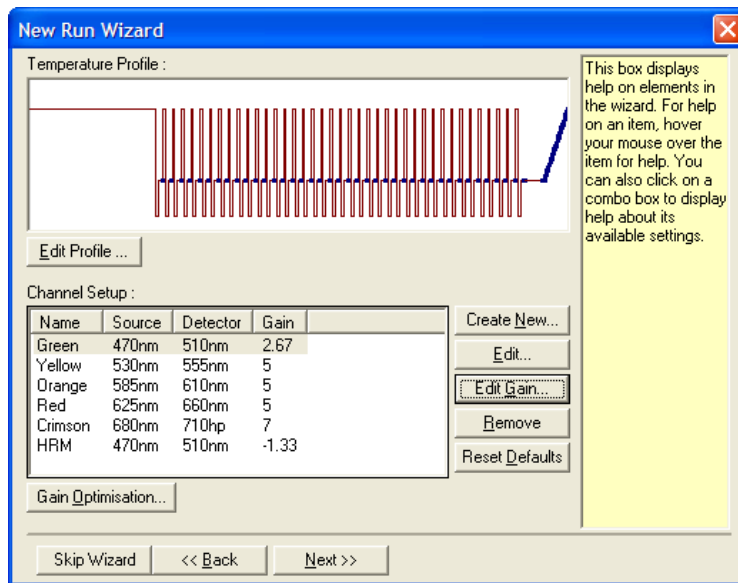 New Run Wizard
Temperature Profile :
Edit Profile ...
Channel Setup :
Name Source Detector Gain
Green 470nm 510nm 2.67
Yellow 530nm 555nm 5
Orange 585nm 610nm 5
Red 625nm 660nm 5
Crimson 680nm 710hp 7
HRM 470nm 510nm -1.33
Create New...
Edit...
Edit Gain...
Remove
Reset Defaults
Gain Optimisation...
Skip Wizard
<< Back
Next >>
This box displays
help on elements in
the wizard. For help
on an item, hover
your mouse over the
item for help. You
can also click on a
combo box to display
help about its
available settings.